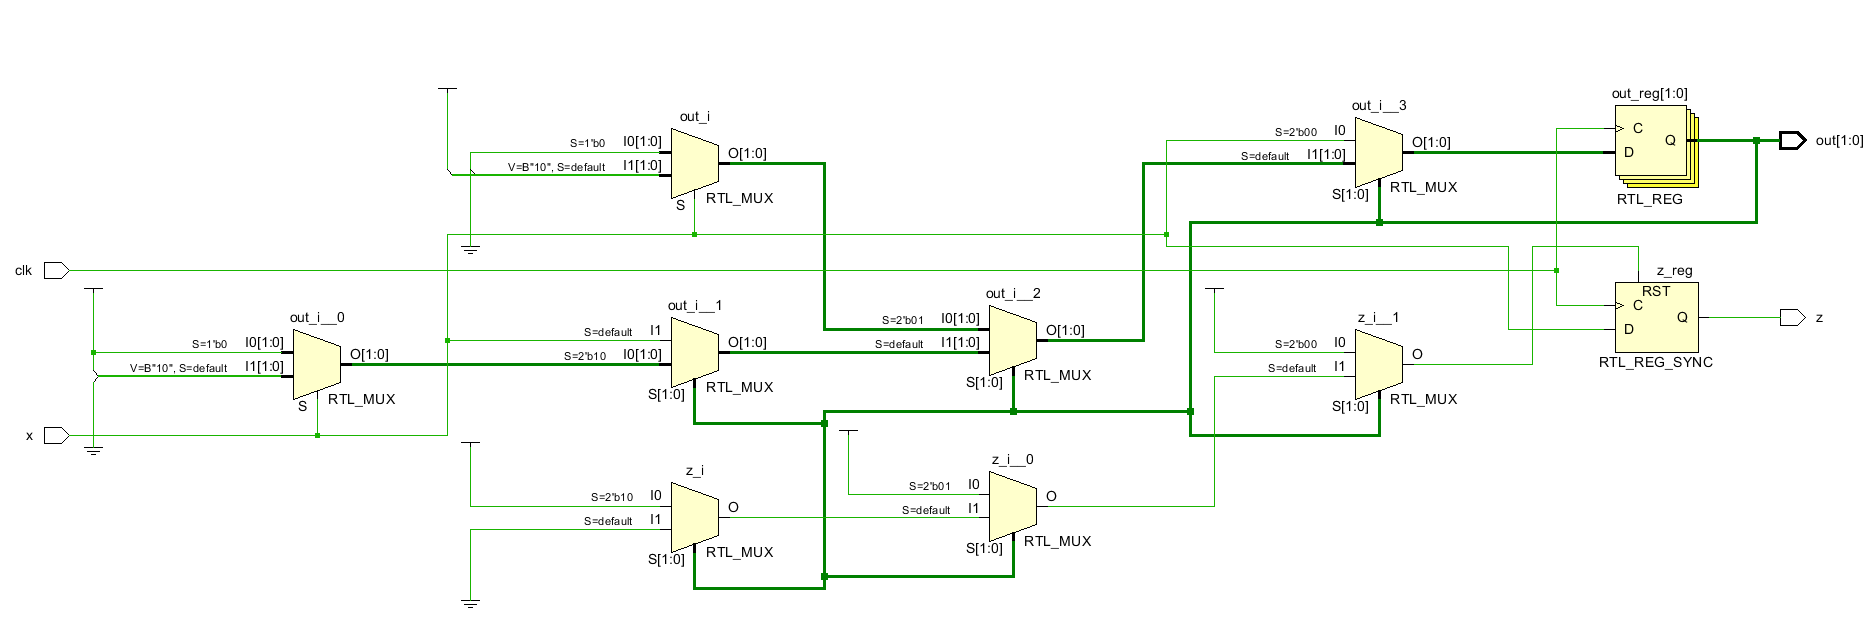 out_i
S=1'b0 I0[1:0]
V=B"10", S=default I1[1:0]
O[1:0]
S
RTL_MUX
out_i__3
S=2'b00 I0
S=default I1[1:0]
O[1:0]
S[1:0]
RTL_MUX
out_reg[1:0]
C
D
Q
RTL_REG
out[1:0]
clk
x
out_i__0
S=1'b0 I0[1:0]
V=B"10", S=default I1[1:0]
O[1:0]
S
RTL_MUX
out_i__1
S=default I1
S=2'b10 I0[1:0]
O[1:0]
S[1:0]
RTL_MUX
out_i__2
S=2'b01 I0[1:0]
S=default I1[1:0]
O[1:0]
S[1:0]
RTL_MUX
z_i__1
S=2'b00 I0
S=default I1
O
S[1:0]
RTL_MUX
z_reg
RST
C
D
Q
RTL_REG_SYNC
z
z_i
S=2'b10 I0
S=default I1
O
S[1:0]
RTL_MUX
z_i__0
S=2'b01 I0
S=default I1
O
S[1:0]
RTL_MUX